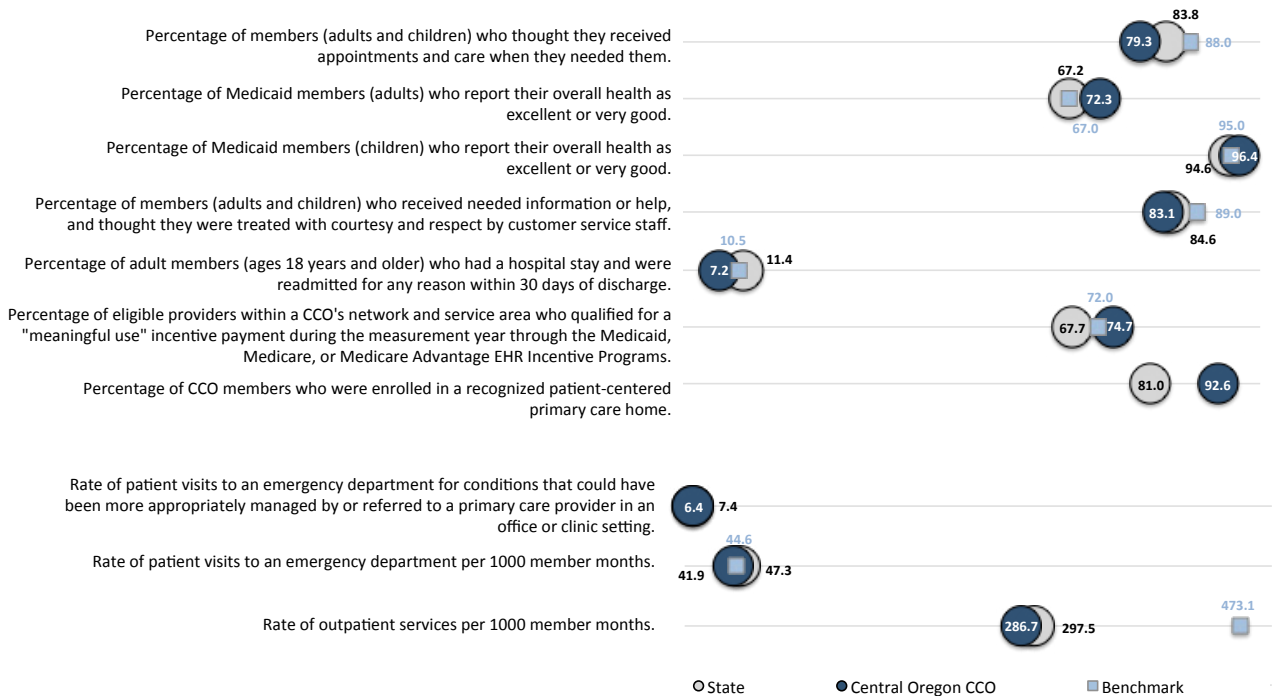 Percentage of members (adults and children) who thought they received
appointments and care when they needed them.
79.3
83.8
88.0
Percentage of Medicaid members (adults) who report their overall health as
excellent or very good.
67.2
72.3
67.0
Percentage of Medicaid members (children) who report their overall health as
excellent or very good.
95.0
94.6
96.4
Percentage of members (adults and children) who received needed information or help,
and thought they were treated with courtesy and respect by customer service staff.
83.1
89.0
84.6
Percentage of adult members (ages 18 years and older) who had a hospital stay and were
readmitted for any reason within 30 days of discharge.
10.5
7.2
11.4
Percentage of eligible providers within a CCO's network and service area who qualified for a
"meaningful use" incentive payment during the measurement year through the Medicaid,
Medicare, or Medicare Advantage EHR Incentive Programs.
72.0
67.7
74.7
Percentage of CCO members who were enrolled in a recognized patient-centered
primary care home.
81.0
92.6
Rate of patient visits to an emergency department for conditions that could have
been more appropriately managed by or referred to a primary care provider in an
office or clinic setting.
6.4
7.4
Rate of patient visits to an emergency department per 1000 member months.
44.6
41.9
47.3
Rate of outpatient services per 1000 member months.
286.7
297.5
473.1
State
Central Oregon CCO
Benchmark